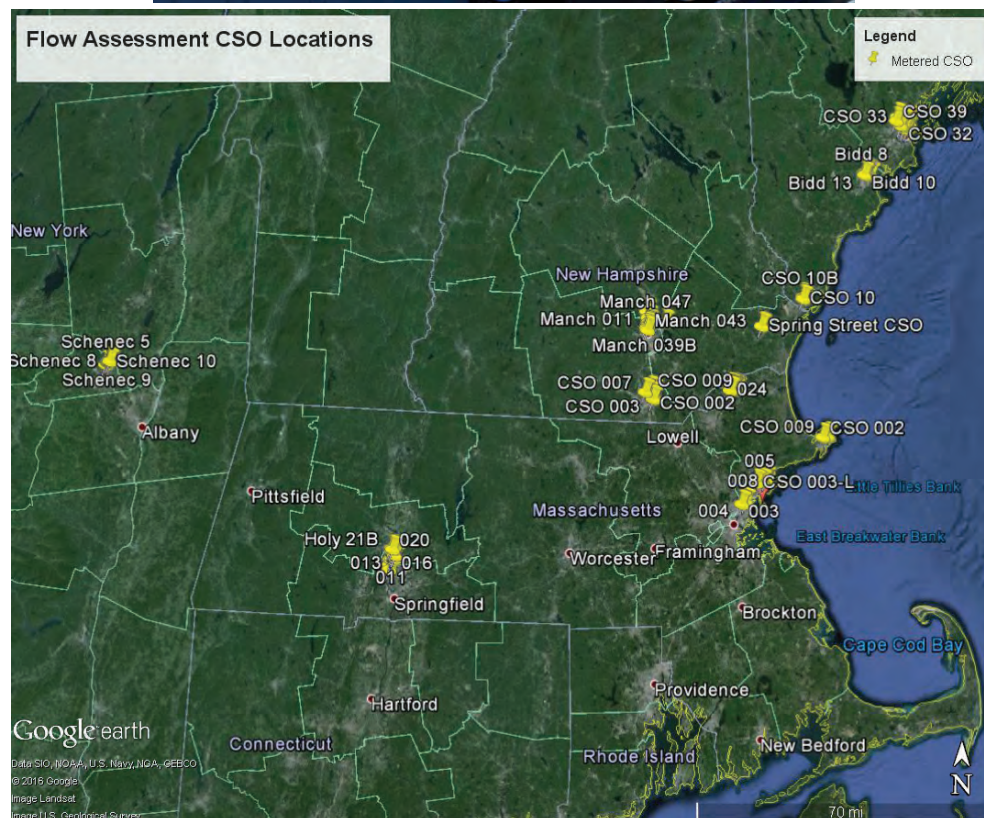 Flow Assessment CSO Locations
Legend
Metered CSO
CSO 33
CSO 39
CSO 32
Bidd 8
Bidd 13
Bidd 10
New York
New Hampshire
CSO 10B
CSO 10
Manch 047
Manch 011
Manch 043
Spring Street CSO
Manch 039B
Schenec 5
Schenec 8
Schenec 10
Schenec 9
CSO 007
CSO 009
024
CSO 003
CSO 002
Albany
Lowell
CSO 009
CSO 002
005
008
CSO 003-L
Little Tillies Bank
Pittsfield
Massachusetts
004
003
East Breakwater Bank
Holy 21B
020
013
016
011
Worcester
Framingham
Springfield
Brockton
Cape Cod Bay
Providence
Hartford
Google earth
Connecticut
Rhode Island
New Bedford
Data SIO, NOAA, U.S. Navy, NGA, GEBCO
© 2016 Google
Image Landsat
Image U.S. Geological Survey
N
70 mi